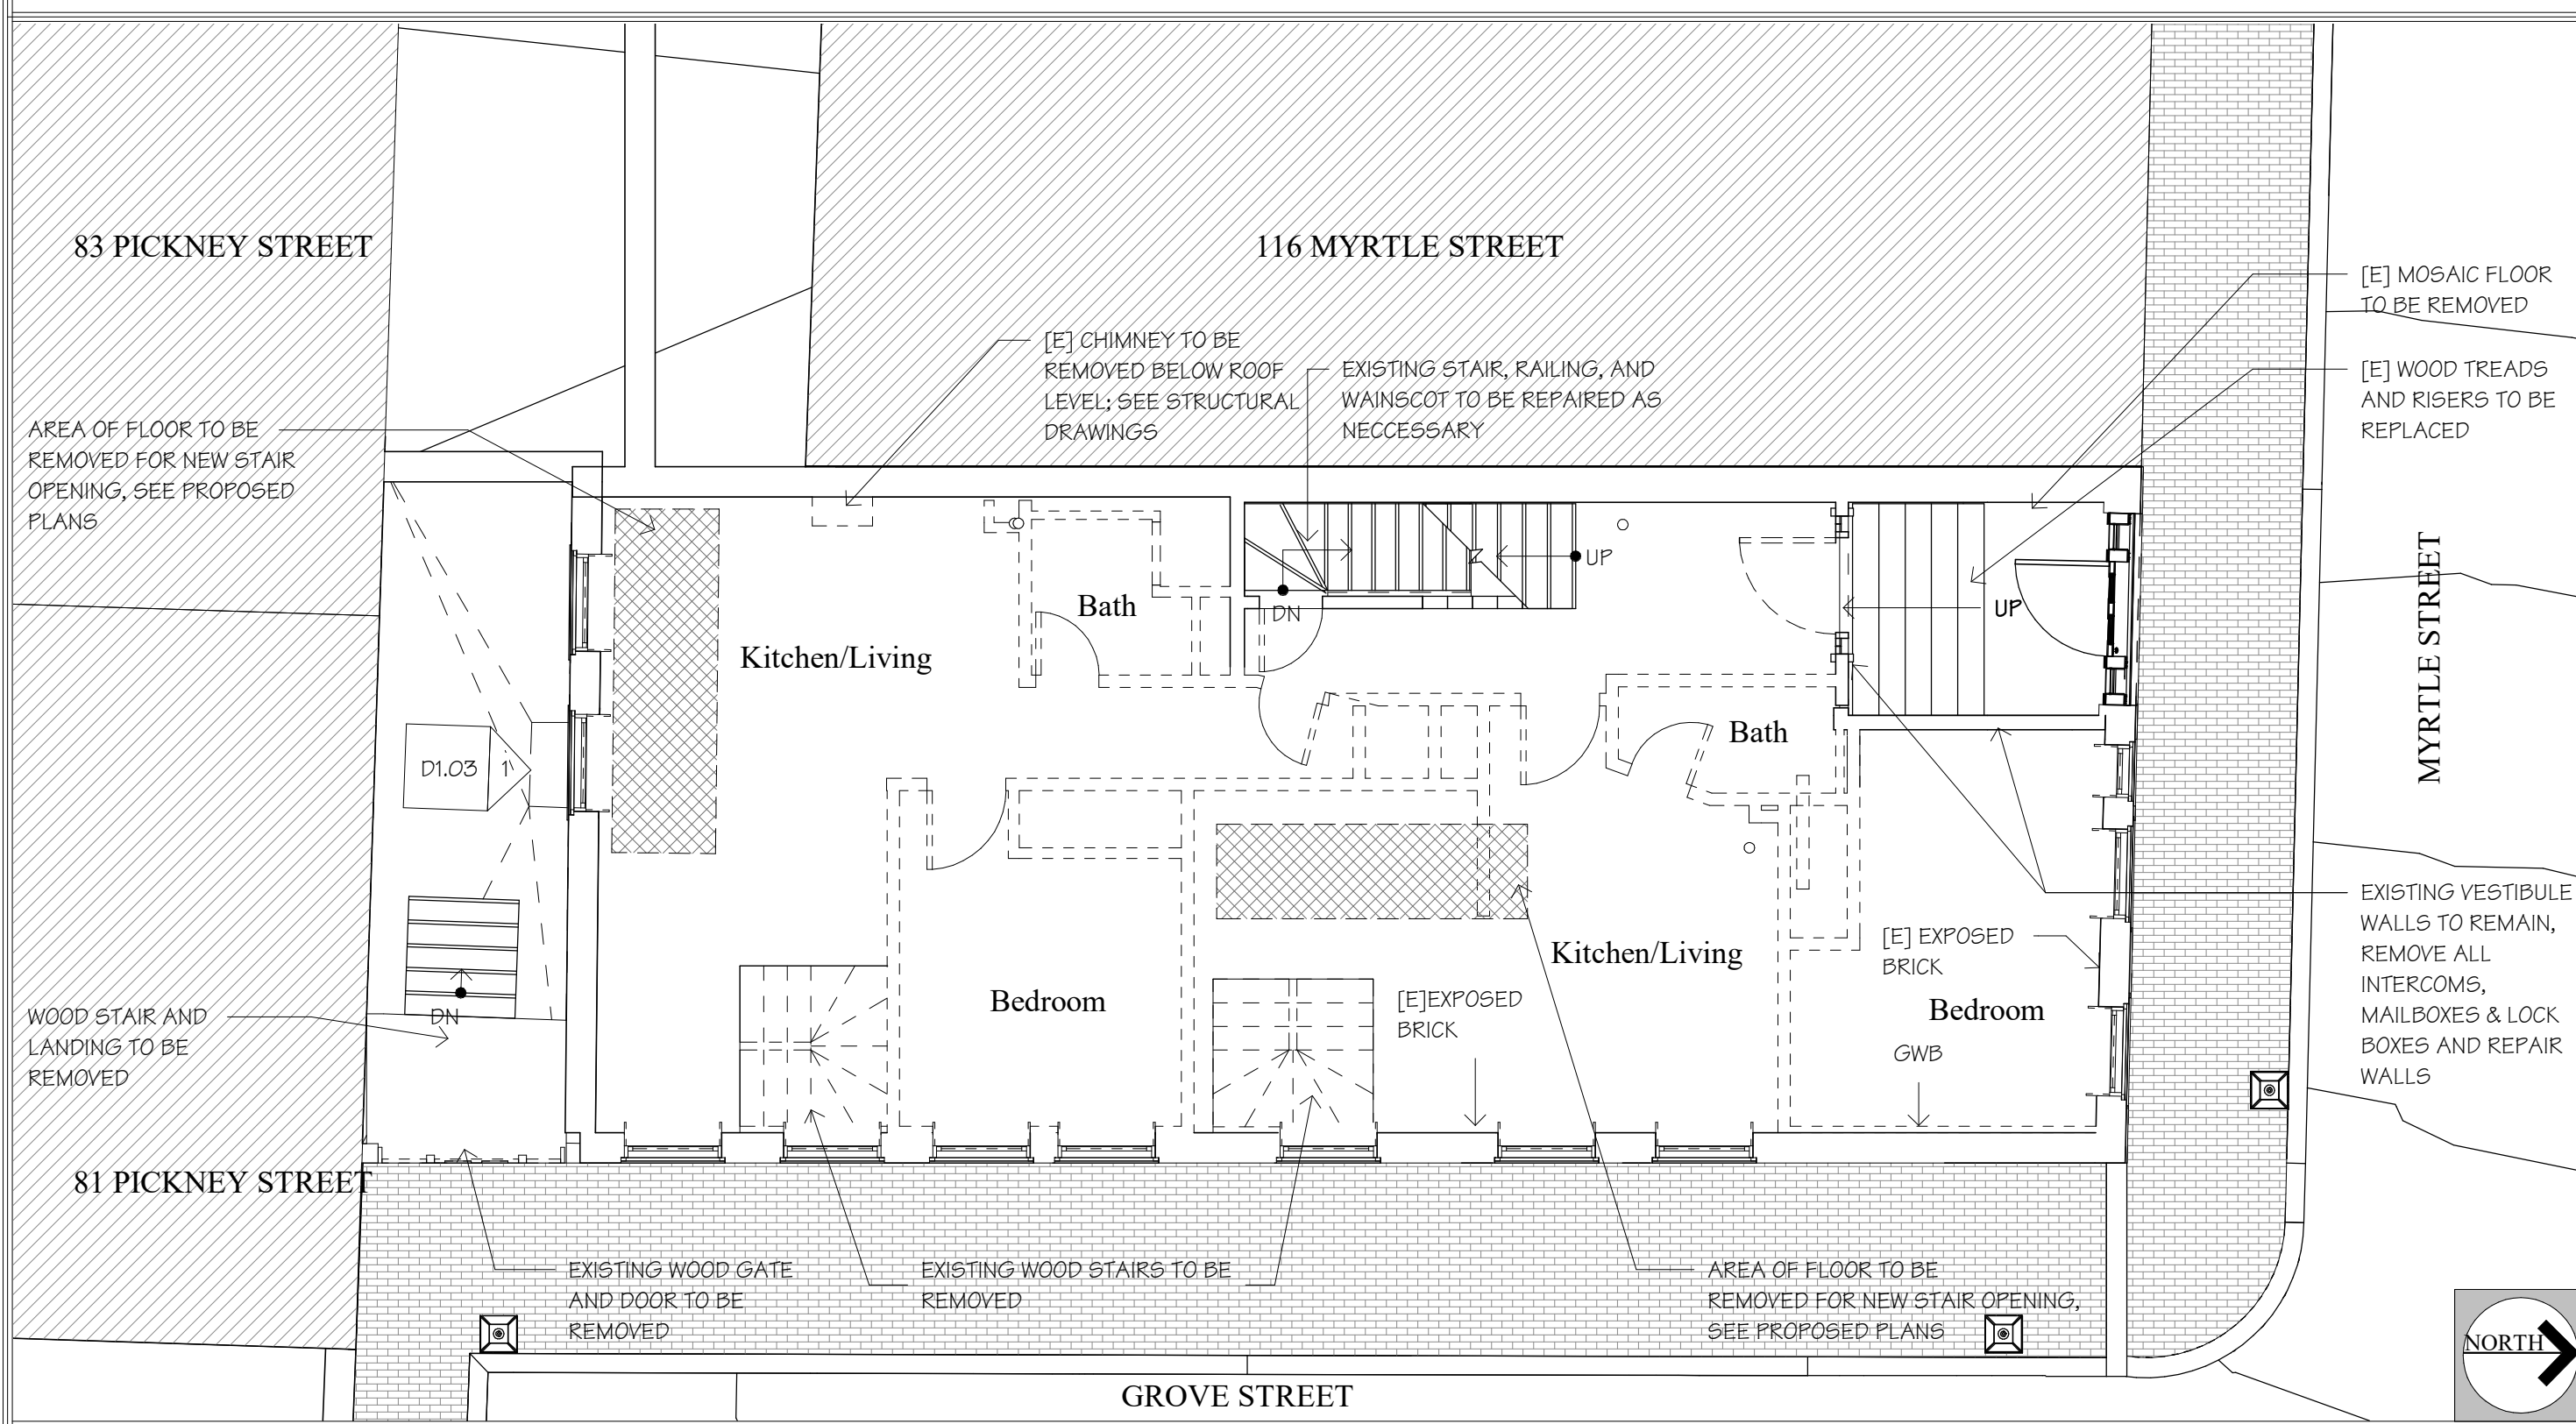 83 PICKNEY STREET
116 MYRTLE STREET
[E] MOSAIC FLOOR
TO BE REMOVED
[E] CHIMNEY TO BE
REMOVED BELOW ROOF
LEVEL; SEE STRUCTURAL
DRAWINGS
EXISTING STAIR, RAILING, AND
WAINSCOT TO BE REPAIRED AS
NECCESSARY
[E] WOOD TREADS
AND RISERS TO BE
REPLACED
AREA OF FLOOR TO BE
REMOVED FOR NEW STAIR
OPENING, SEE PROPOSED
PLANS
UP
Bath
DN
UP
Kitchen/Living
MYRTLE STREET
Bath
D1.03
1
EXISTING VESTIBULE
WALLS TO REMAIN,
REMOVE ALL
INTERCOMS,
MAILBOXES & LOCK
BOXES AND REPAIR
WALLS
[E] EXPOSED
BRICK
Kitchen/Living
Bedroom
[E]EXPOSED
BRICK
Bedroom
GWB
DN
WOOD STAIR AND
LANDING TO BE
REMOVED
81 PICKNEY STREET
EXISTING WOOD GATE
AND DOOR TO BE
REMOVED
EXISTING WOOD STAIRS TO BE
REMOVED
AREA OF FLOOR TO BE
REMOVED FOR NEW STAIR OPENING,
SEE PROPOSED PLANS
NORTH
GROVE STREET